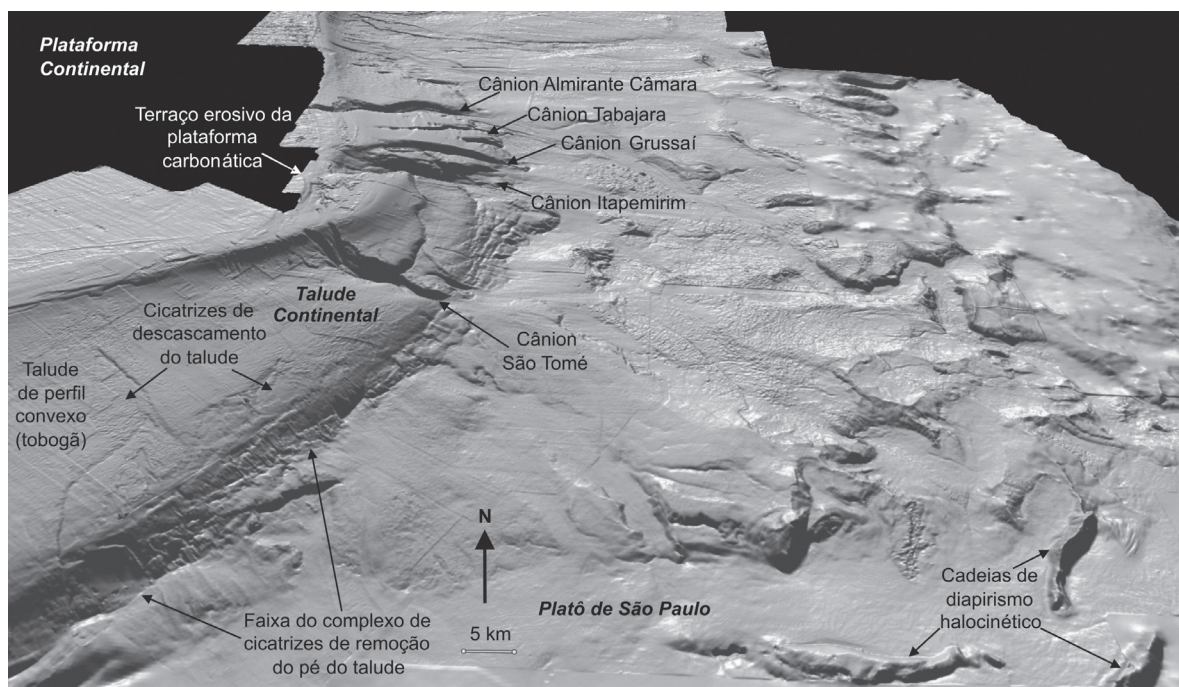 Plataforma
Continental
Cânion Almirante Câmara
Terraço erosivo da
plataforma
carbonática
Cânion Tabajara
Cânion Grussaí
Cânion Itapemirim
Talude
Continental
Cicatrizes de
descascamento
do talude
Cânion
São Tomé
Talude
de perfil
convexo
(tobogã)
N
5 km
Platô de São Paulo
Cadeias de
diapirismo
halocinético
Faixa do complexo de
cicatrizes de remoção
do pé do talude